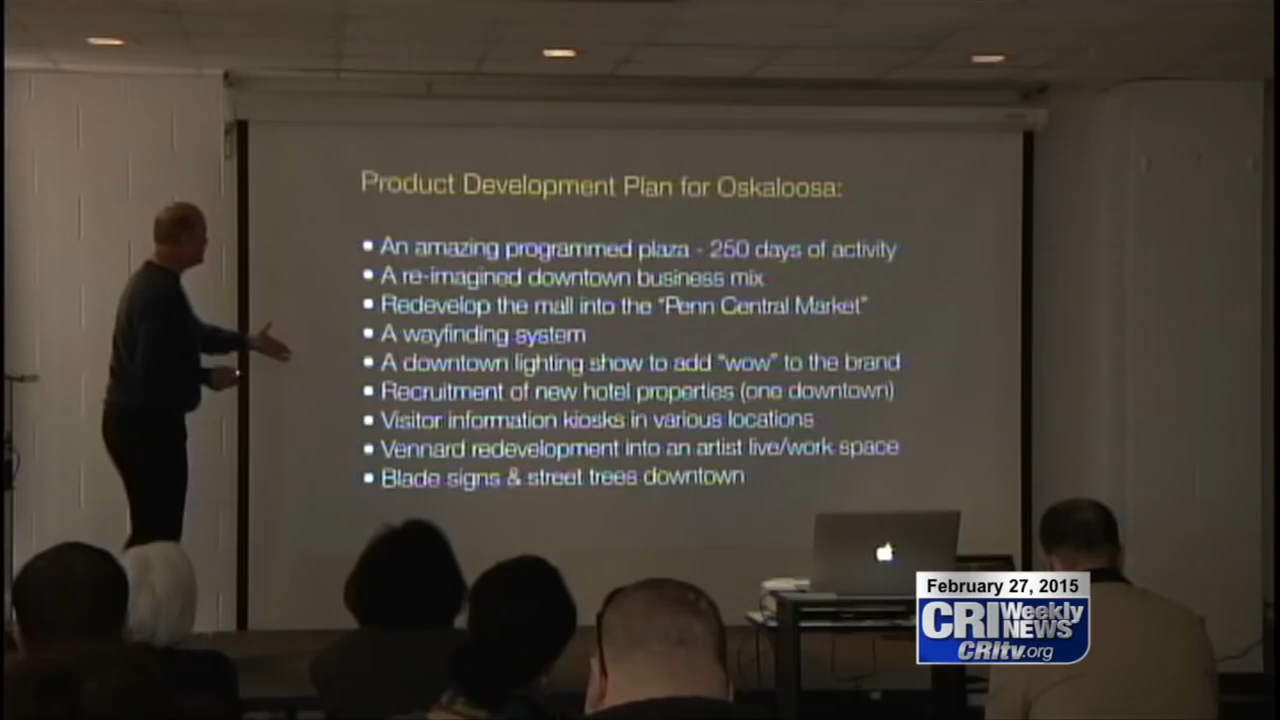 Product Development Plan for Oskaloosa:
▪ An amazing programmed plaza - 250 days of activity
▪ A re-imagined downtown business mix
▪ Redevelop the mall into the "Penn Central Market"
▪ A wayfinding system
▪ A downtown lighting show to add "wow" to the brand
▪ Recruitment of new hotel properties (one downtown)
▪ Visitor information kiosks in various locations
▪ Vennard redevelopment into an artist live/work space
▪ Blade signs & street trees downtown
February 27, 2015
CRI Weekly
NEWS
CRItv.org